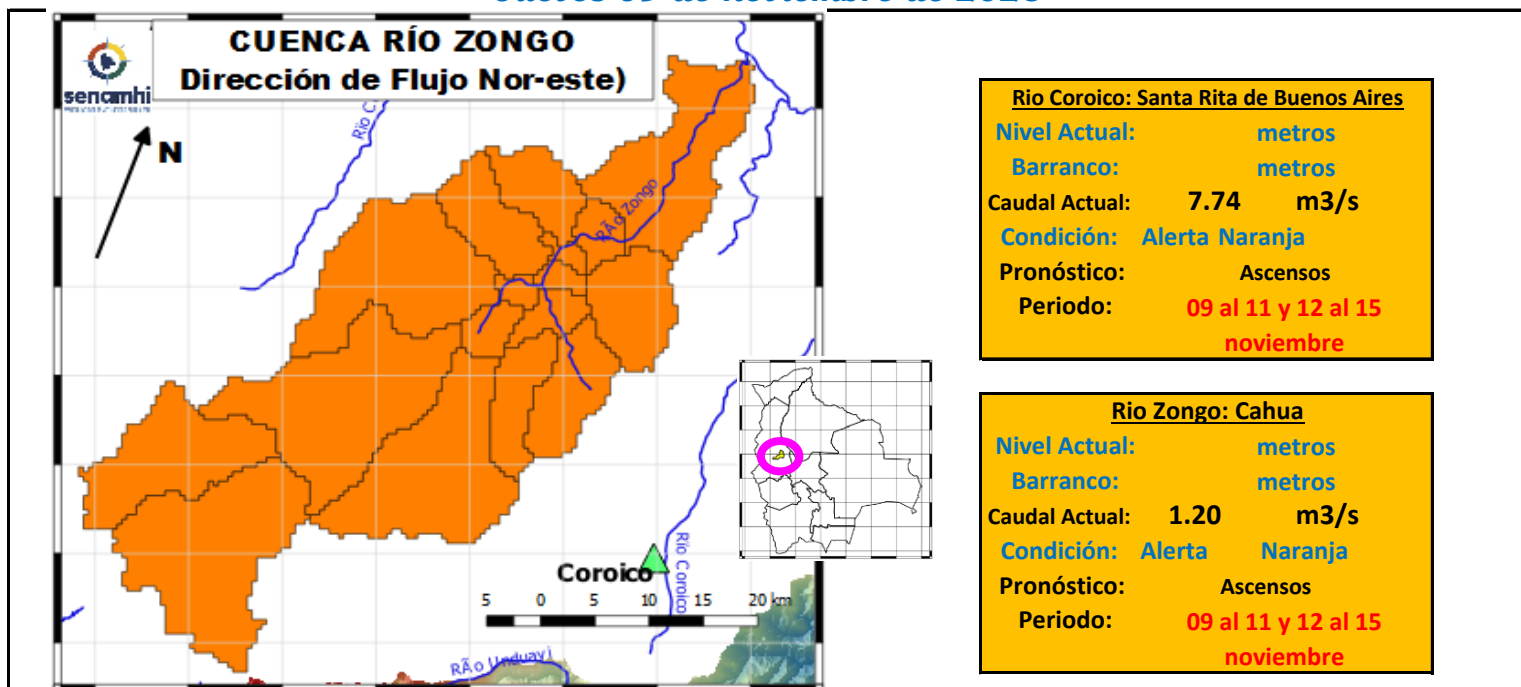 CUENCA RÍO ZONGO
Dirección de Flujo Nor-este)
senamhi
N
RÃo Zongo
Coroico
Rio Coroico
5 0 5 10 15 20 km
RÃo Unduavi
Rio Coroico: Santa Rita de Buenos Aires
Nivel Actual: metros
Barranco: metros
Caudal Actual: 7.74 m3/s
Condición: Alerta Naranja
Pronóstico: Ascensos
Periodo: 09 al 11 y 12 al 15
noviembre
Rio Zongo: Cahua
Nivel Actual: metros
Barranco: metros
Caudal Actual: 1.20 m3/s
Condición: Alerta Naranja
Pronóstico: Ascensos
Periodo: 09 al 11 y 12 al 15
noviembre